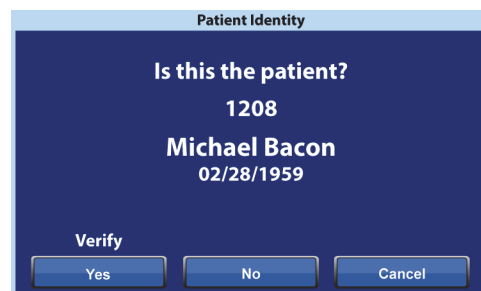 Patient Identity
Is this the patient?
1208
Michael Bacon
02/28/1959
Verify
Yes No Cancel